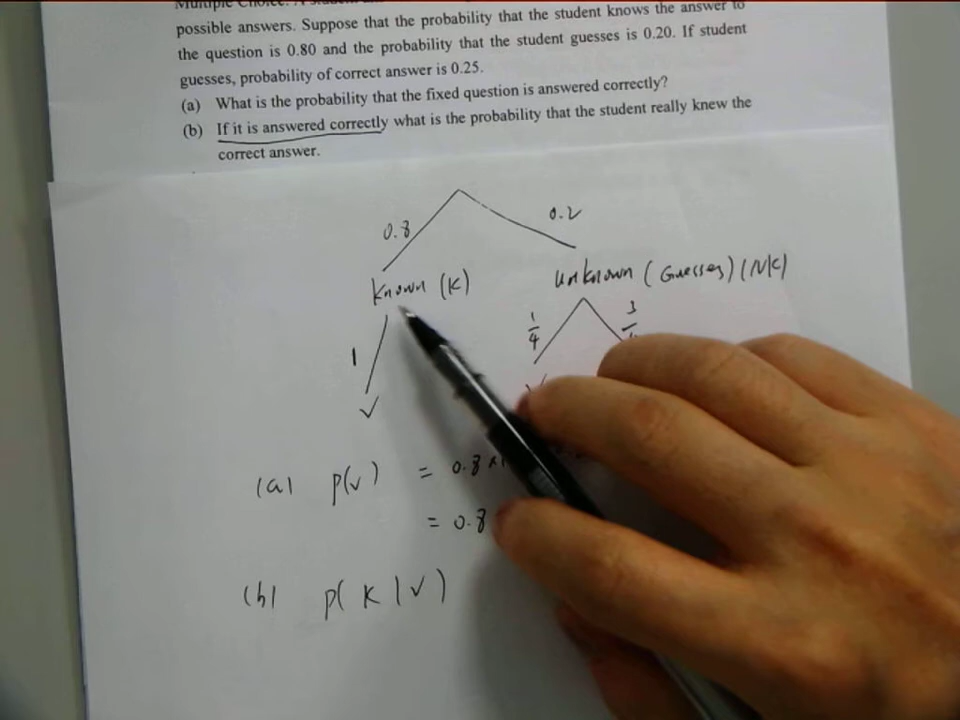 Multiple Choice: A student
possible answers. Suppose that the probability that the student knows the answer to
the question is 0.80 and the probability that the student guesses is 0.20. If student
guesses, probability of correct answer is 0.25.
(a) What is the probability that the fixed question is answered correctly?
(b) If it is answered correctly what is the probability that the student really knew the
correct answer.
0.8 0.2
Known (K) Unknown (Guesses) (NK)
1 1/4 3/
✓
(a) p(✓) = 0.8 ×
= 0.8
(b) p( K | ✓)